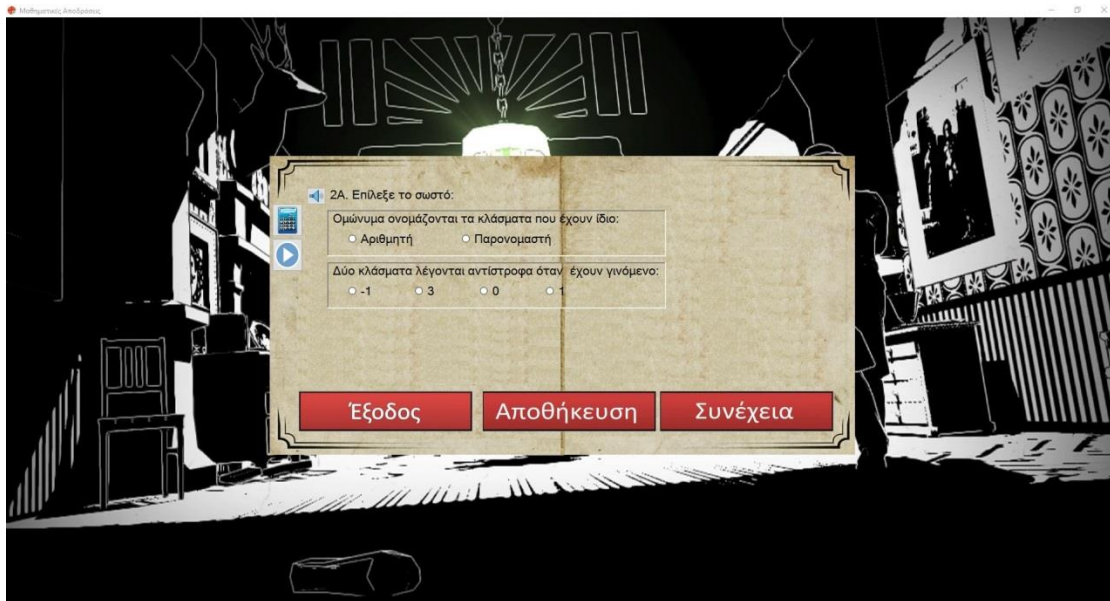 Μαθηματικές Αποδράσεις
2Α. Επίλεξε το σωστό:
Ομώνυμα ονομάζονται τα κλάσματα που έχουν ίδιο:
Αριθμητή Παρονομαστή
Δύο κλάσματα λέγονται αντίστροφα όταν έχουν γινόμενο:
-1 3 0 1
Έξοδος Αποθήκευση Συνέχεια